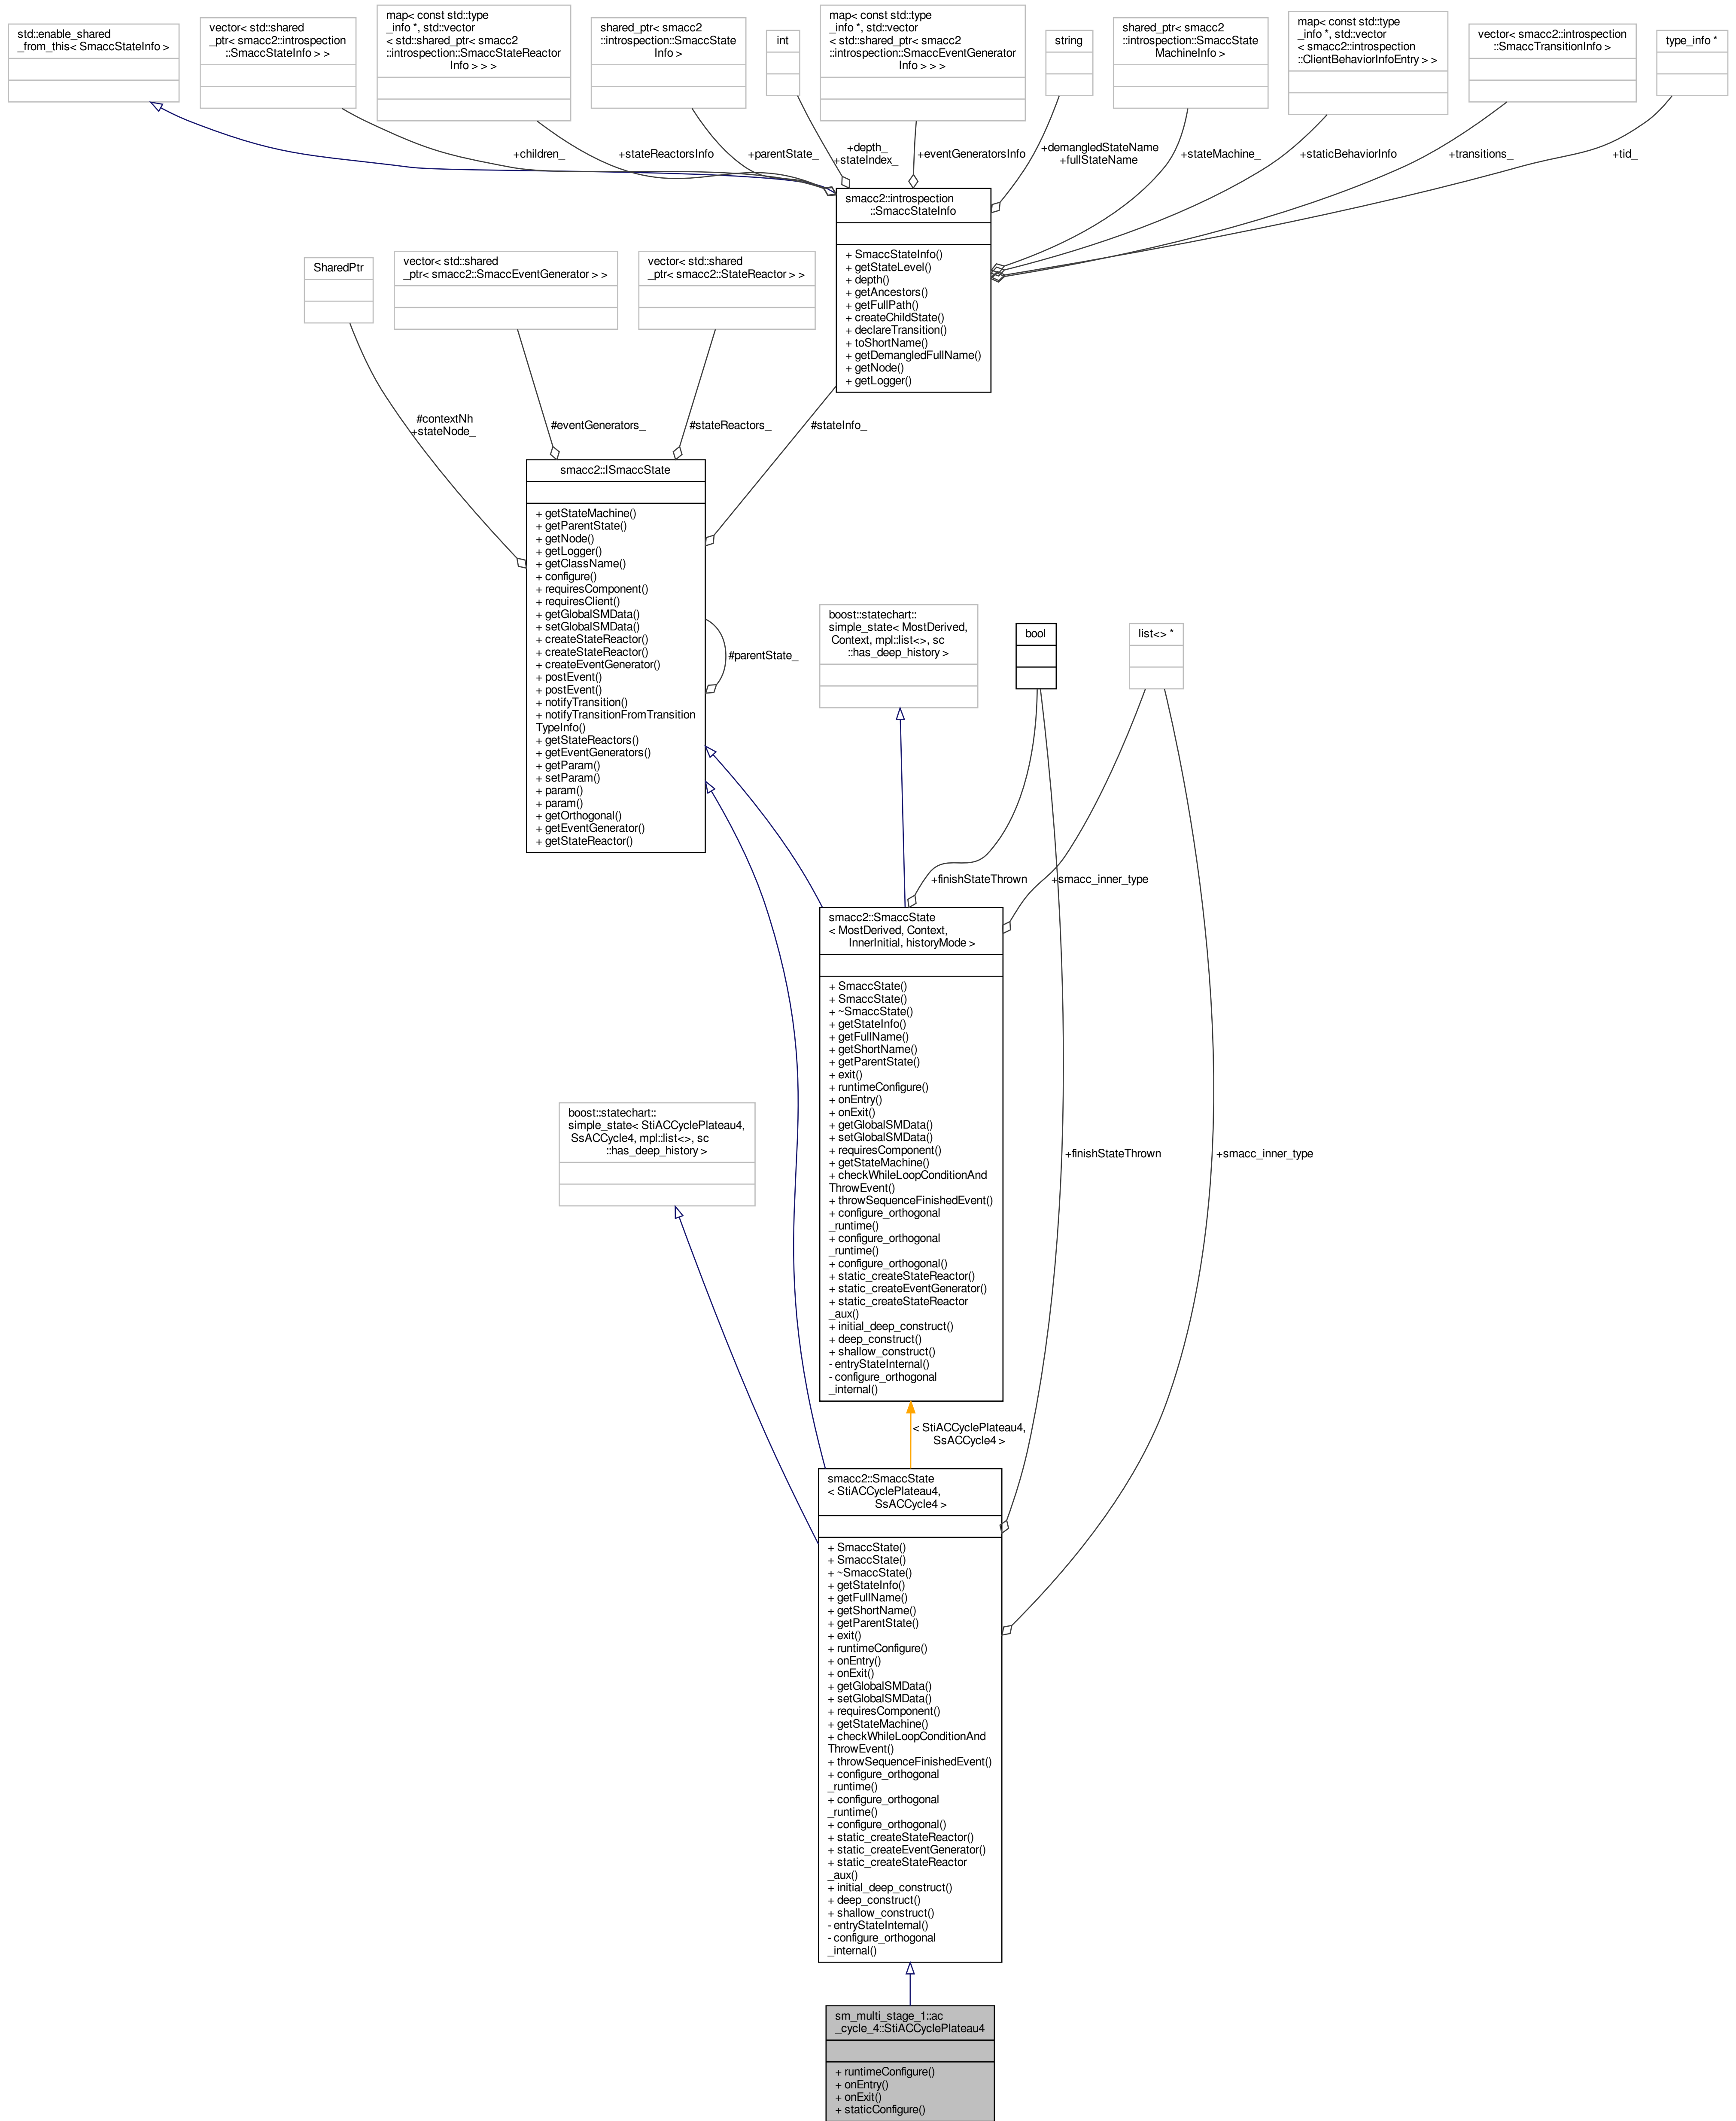 std::enable_shared
_from_this< SmaccStateInfo >
vector< std::shared
_ptr< smacc2::introspection
::SmaccStateInfo > >
map< const std::type
_info *, std::vector
< std::shared_ptr< smacc2
::introspection::SmaccStateReactor
Info > > >
shared_ptr< smacc2
::introspection::SmaccState
Info >
int
map< const std::type
_info *, std::vector
< std::shared_ptr< smacc2
::introspection::SmaccEventGenerator
Info > > >
string
shared_ptr< smacc2
::introspection::SmaccState
MachineInfo >
map< const std::type
_info *, std::vector
< smacc2::introspection
::ClientBehaviorInfoEntry > >
vector< smacc2::introspection
::SmaccTransitionInfo >
type_info *
+children_
+stateReactorsInfo
+parentState_
+depth_
+stateIndex_
+eventGeneratorsInfo
+demangledStateName
+fullStateName
+stateMachine_
+staticBehaviorInfo
+transitions_
+tid_
smacc2::introspection
::SmaccStateInfo
+ SmaccStateInfo()
+ getStateLevel()
+ depth()
+ getAncestors()
+ getFullPath()
+ createChildState()
+ declareTransition()
+ toShortName()
+ getDemangledFullName()
+ getNode()
+ getLogger()
SharedPtr
vector< std::shared
_ptr< smacc2::SmaccEventGenerator > >
vector< std::shared
_ptr< smacc2::StateReactor > >
#contextNh
+stateNode_
#eventGenerators_
#stateReactors_
#stateInfo_
smacc2::ISmaccState
+ getStateMachine()
+ getParentState()
+ getNode()
+ getLogger()
+ getClassName()
+ configure()
+ requiresComponent()
+ requiresClient()
+ getGlobalSMData()
+ setGlobalSMData()
+ createStateReactor()
+ createStateReactor()
+ createEventGenerator()
+ postEvent()
+ postEvent()
+ notifyTransition()
+ notifyTransitionFromTransition
TypeInfo()
+ getStateReactors()
+ getEventGenerators()
+ getParam()
+ setParam()
+ param()
+ param()
+ getOrthogonal()
+ getEventGenerator()
+ getStateReactor()
#parentState_
boost::statechart::
simple_state< MostDerived,
Context, mpl::list<>, sc
::has_deep_history >
bool
list<> *
+finishStateThrown
+smacc_inner_type
smacc2::SmaccState
< MostDerived, Context,
InnerInitial, historyMode >
+ SmaccState()
+ SmaccState()
+ ~SmaccState()
+ getStateInfo()
+ getFullName()
+ getShortName()
+ getParentState()
+ exit()
+ runtimeConfigure()
+ onEntry()
+ onExit()
+ getGlobalSMData()
+ setGlobalSMData()
+ requiresComponent()
+ getStateMachine()
+ checkWhileLoopConditionAnd
ThrowEvent()
+ throwSequenceFinishedEvent()
+ configure_orthogonal
_runtime()
+ configure_orthogonal
_runtime()
+ configure_orthogonal()
+ static_createStateReactor()
+ static_createEventGenerator()
+ static_createStateReactor
_aux()
+ initial_deep_construct()
+ deep_construct()
+ shallow_construct()
- entryStateInternal()
- configure_orthogonal
_internal()
boost::statechart::
simple_state< StiACCyclePlateau4,
SsACCycle4, mpl::list<>, sc
::has_deep_history >
+finishStateThrown
+smacc_inner_type
< StiACCyclePlateau4,
SsACCycle4 >
smacc2::SmaccState
< StiACCyclePlateau4,
SsACCycle4 >
+ SmaccState()
+ SmaccState()
+ ~SmaccState()
+ getStateInfo()
+ getFullName()
+ getShortName()
+ getParentState()
+ exit()
+ runtimeConfigure()
+ onEntry()
+ onExit()
+ getGlobalSMData()
+ setGlobalSMData()
+ requiresComponent()
+ getStateMachine()
+ checkWhileLoopConditionAnd
ThrowEvent()
+ throwSequenceFinishedEvent()
+ configure_orthogonal
_runtime()
+ configure_orthogonal
_runtime()
+ configure_orthogonal()
+ static_createStateReactor()
+ static_createEventGenerator()
+ static_createStateReactor
_aux()
+ initial_deep_construct()
+ deep_construct()
+ shallow_construct()
- entryStateInternal()
- configure_orthogonal
_internal()
sm_multi_stage_1::ac
_cycle_4::StiACCyclePlateau4
+ runtimeConfigure()
+ onEntry()
+ onExit()
+ staticConfigure()